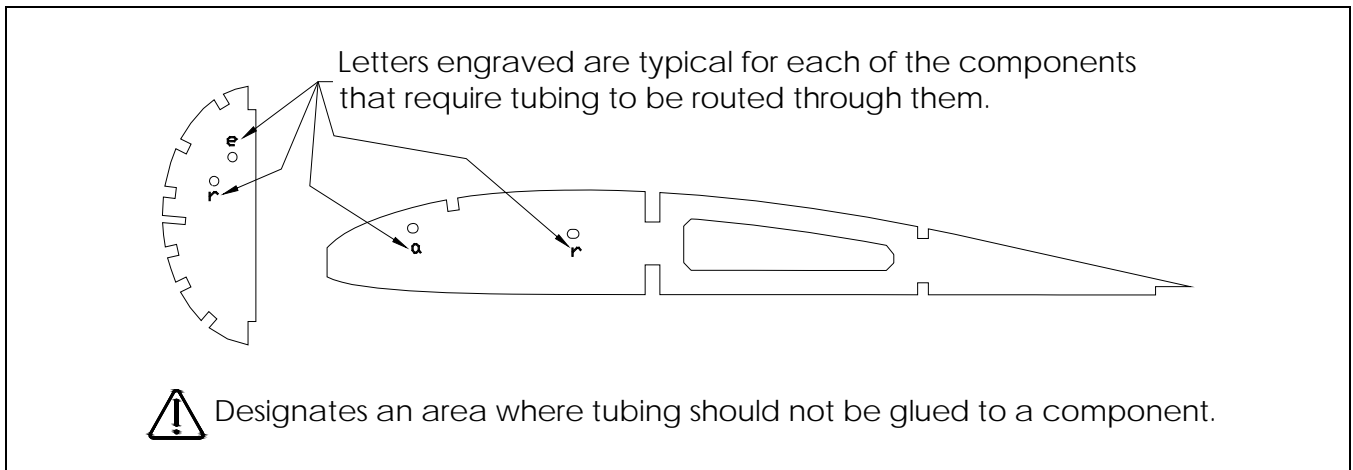 Letters engraved are typical for each of the components
that require tubing to be routed through them.
e
r
a
r
Designates an area where tubing should not be glued to a component.